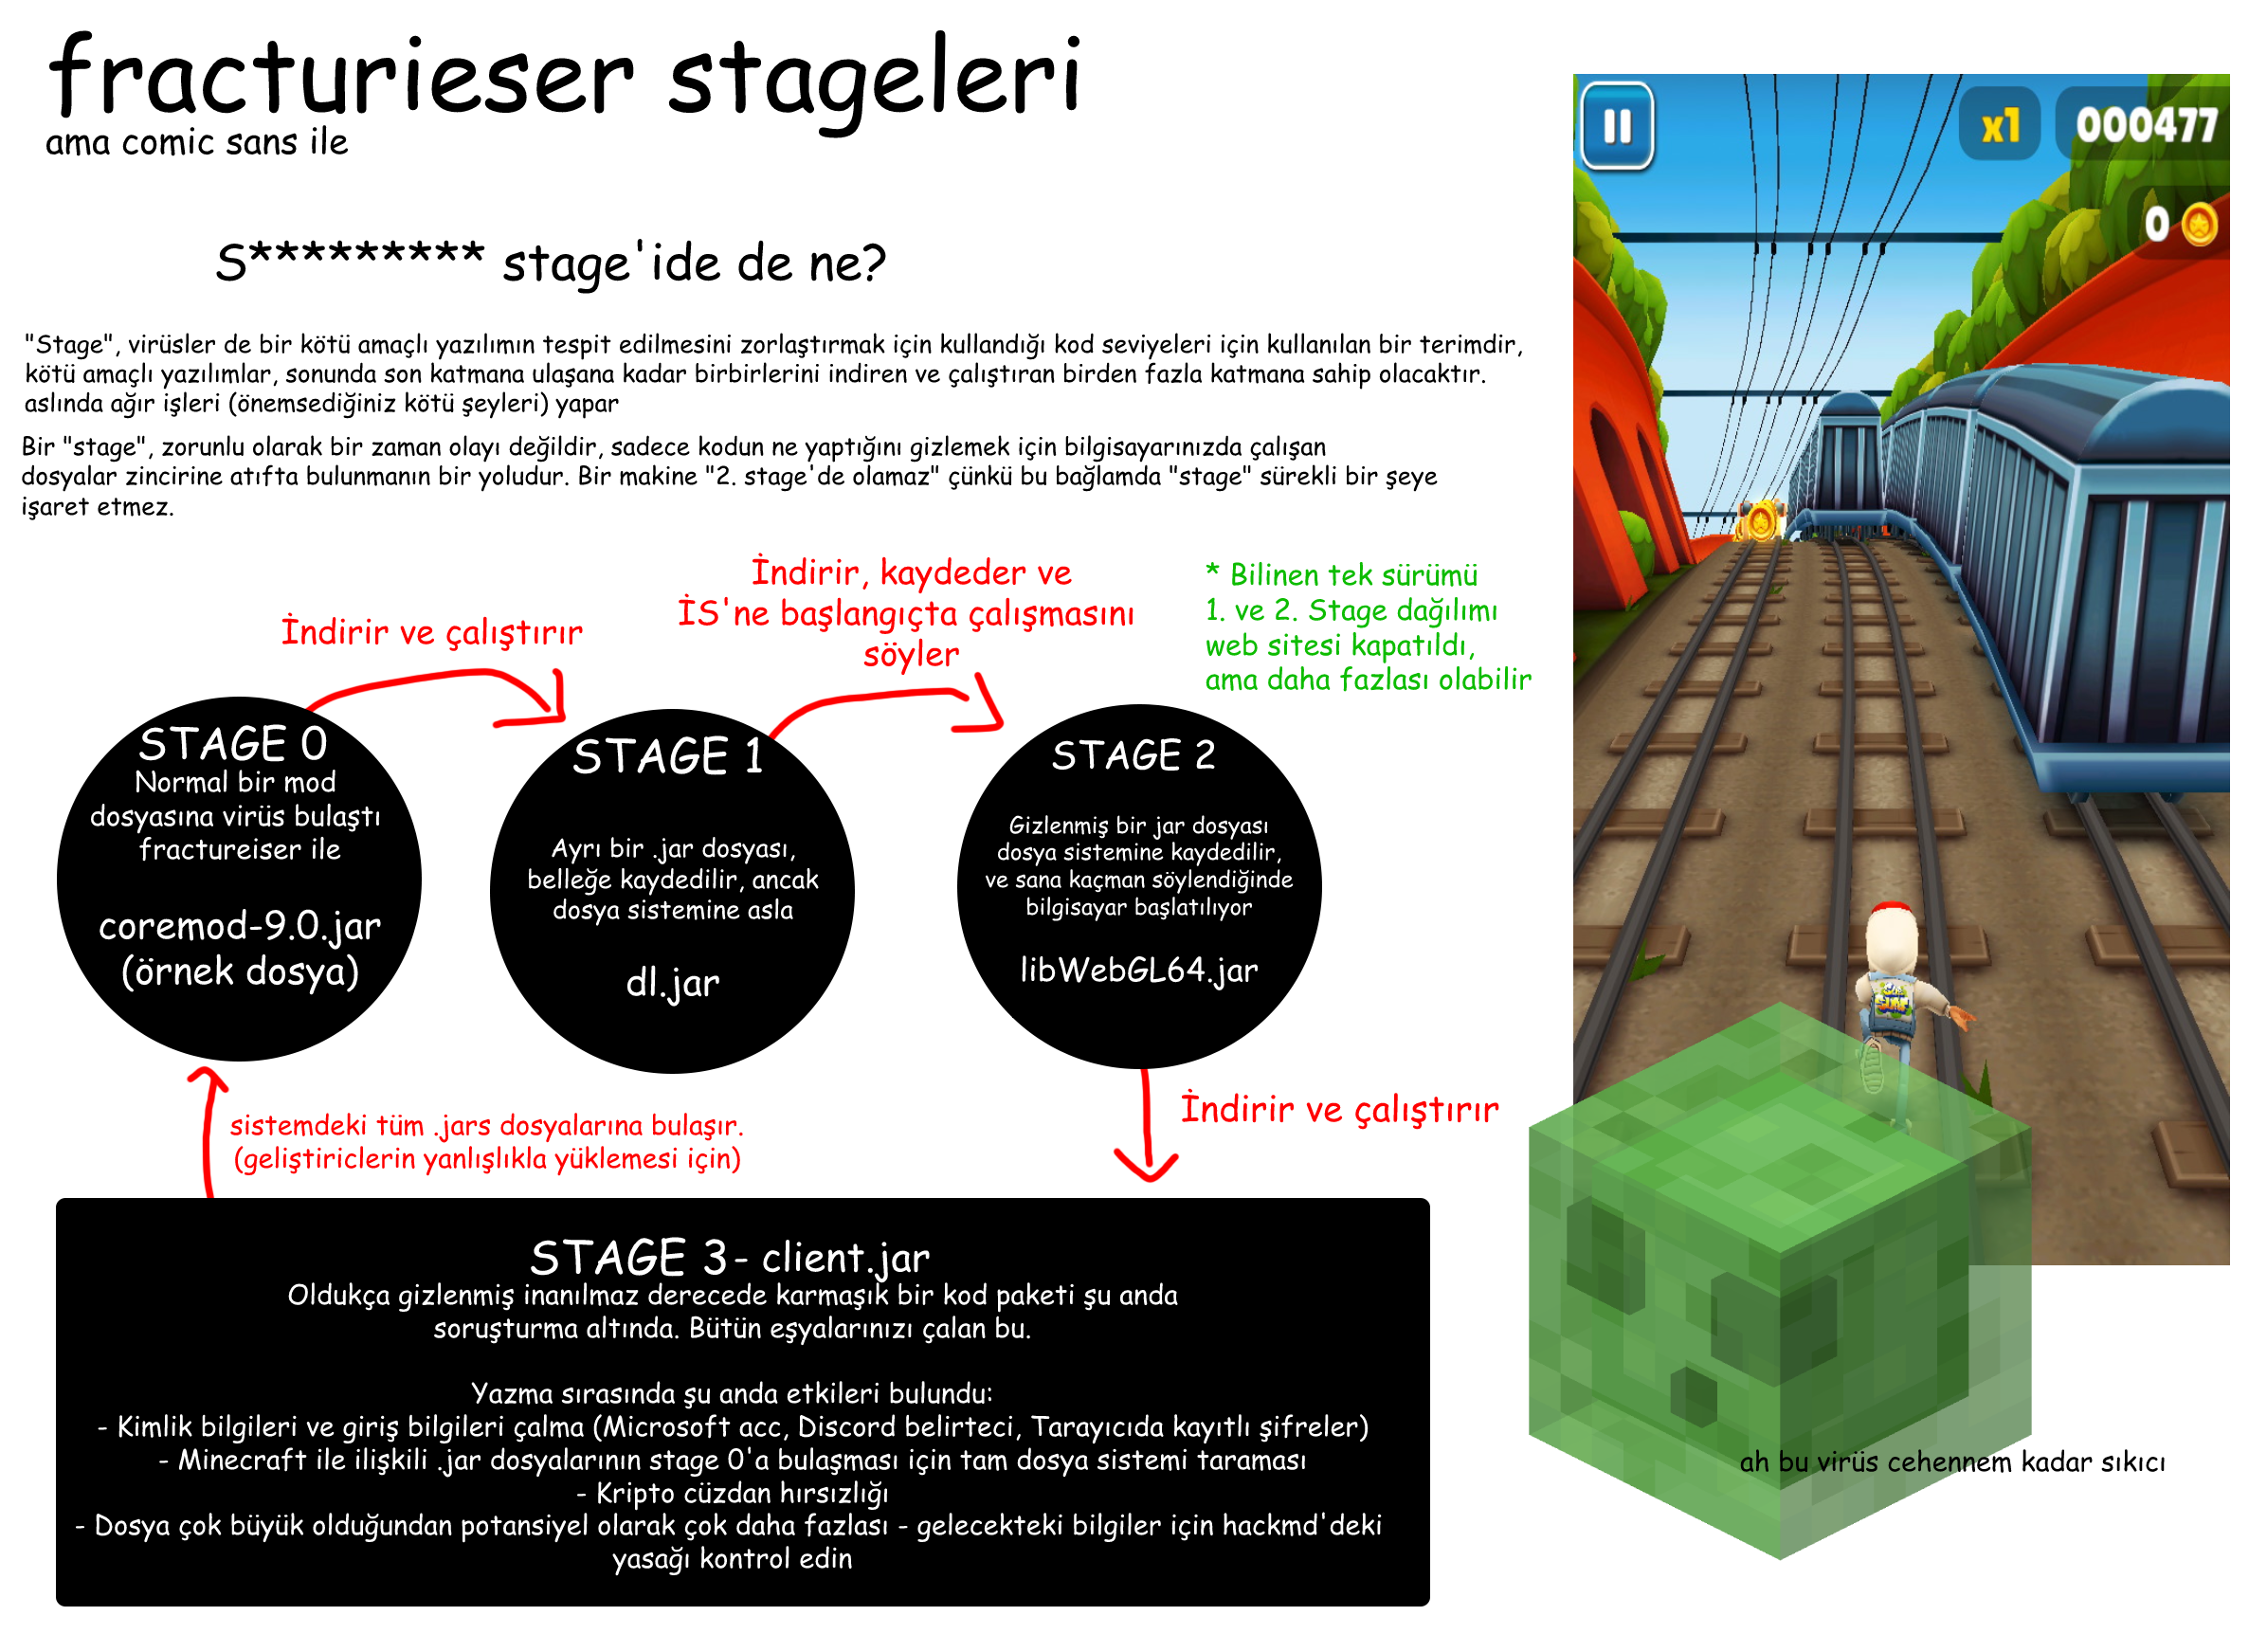 fracturieser stageleri
ama comic sans ile
S********* stage'ide de ne?
"Stage", virüsler de bir kötü amaçlı yazılımın tespit edilmesini zorlaştırmak için kullandığı kod seviyeleri için kullanılan bir terimdir,
kötü amaçlı yazılımlar, sonunda son katmana ulaşana kadar birbirlerini indiren ve çalıştıran birden fazla katmana sahip olacaktır.
aslında ağır işleri (önemsediğiniz kötü şeyleri) yapar
Bir "stage", zorunlu olarak bir zaman olayı değildir, sadece kodun ne yaptığını gizlemek için bilgisayarınızda çalışan
dosyalar zincirine atıfta bulunmanın bir yoludur. Bir makine "2. stage'de olamaz" çünkü bu bağlamda "stage" sürekli bir şeye
işaret etmez.
İndirir ve çalıştırır
İndirir, kaydeder ve
İS'ne başlangıçta çalışmasını
söyler
* Bilinen tek sürümü
1. ve 2. Stage dağılımı
web sitesi kapatıldı,
ama daha fazlası olabilir
STAGE 0
Normal bir mod
dosyasına virüs bulaştı
fractureiser ile
coremod-9.0.jar
(örnek dosya)
STAGE 1
Ayrı bir .jar dosyası,
belleğe kaydedilir, ancak
dosya sistemine asla
dl.jar
STAGE 2
Gizlenmiş bir jar dosyası
dosya sistemine kaydedilir,
ve sana kaçman söylendiğinde
bilgisayar başlatılıyor
libWebGL64.jar
sistemdeki tüm .jars dosyalarına bulaşır.
(geliştiriclerin yanlışlıkla yüklemesi için)
İndirir ve çalıştırır
STAGE 3 - client.jar
Oldukça gizlenmiş inanılmaz derecede karmaşık bir kod paketi şu anda
soruşturma altında. Bütün eşyalarınızı çalan bu.
Yazma sırasında şu anda etkileri bulundu:
- Kimlik bilgileri ve giriş bilgileri çalma (Microsoft acc, Discord belirteci, Tarayıcıda kayıtlı şifreler)
- Minecraft ile ilişkili .jar dosyalarının stage 0'a bulaşması için tam dosya sistemi taraması
- Kripto cüzdan hırsızlığı
- Dosya çok büyük olduğundan potansiyel olarak çok daha fazlası - gelecekteki bilgiler için hackmd'deki
yasağı kontrol edin
x1
000477
0
ah bu virüs cehennem kadar sıkıcı